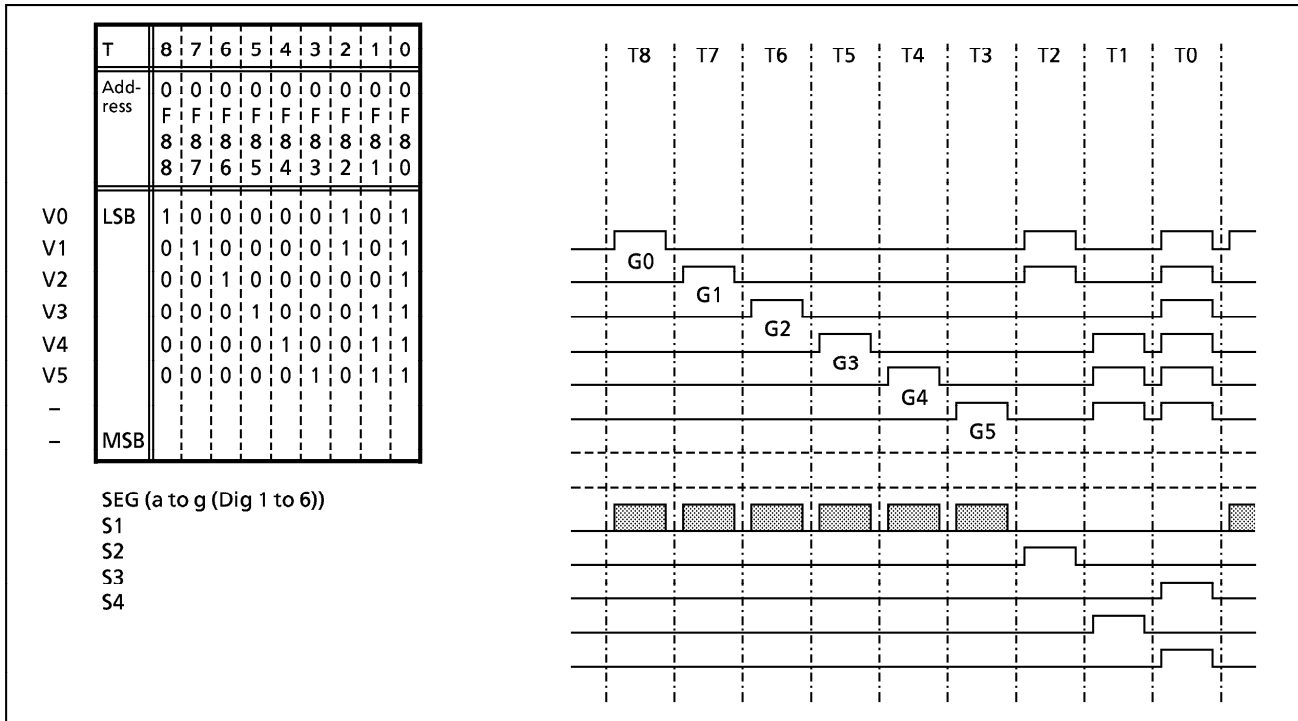 T 8 7 6 5 4 3 2 1 0
Add-
ress
0 0 0 0 0 0 0 0 0
F F F F F F F F F
8 8 8 8 8 8 8 8 8
8 7 6 5 4 3 2 1 0
V0 LSB 1 0 0 0 0 0 1 0 1
V1 0 1 0 0 0 0 1 0 1
V2 0 0 1 0 0 0 0 0 1
V3 0 0 0 1 0 0 0 1 1
V4 0 0 0 0 1 0 0 1 1
V5 0 0 0 0 0 1 0 1 1
–
– MSB
SEG (a to g (Dig 1 to 6))
S1
S2
S3
S4
T8 T7 T6 T5 T4 T3 T2 T1 T0
G0
G1
G2
G3
G4
G5